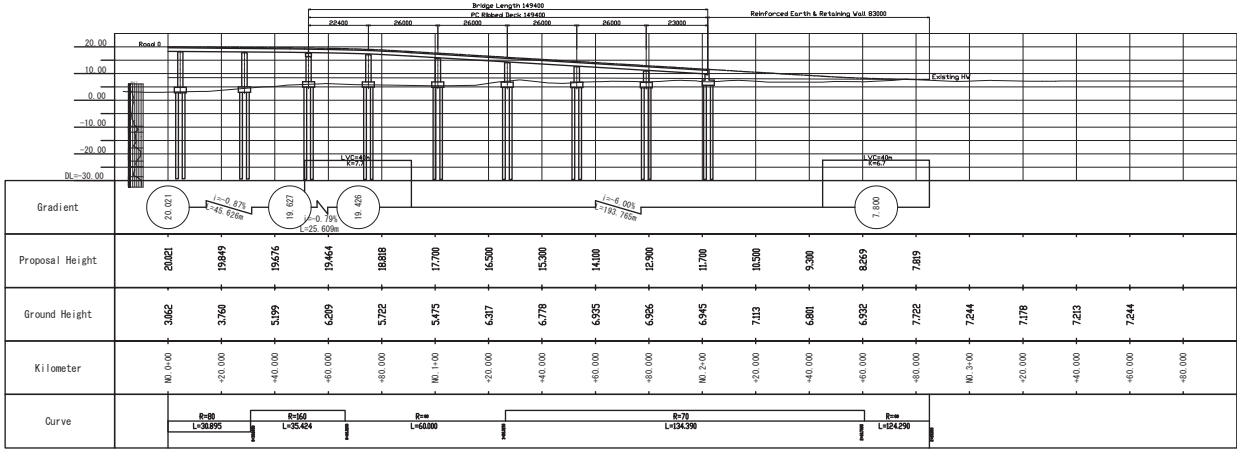 Bridge Length 149400
PC Ribbed Deck 149400
Reinforced Earth & Retaining Wall 83000
22400 26000 26000 26000 26000 23000
20.00
Road 0
10.00
Existing HW
0.00
-10.00
-20.00
LVC=40m
K=7.7
LVC=40m
K=6.7
DL=-30.00
Gradient
20.021
i=-0.87%
L=45.626m
19.627
i=-0.79%
L=25.609m
19.426
i=-6.00%
L=193.765m
7.800
Proposal Height 20.021 19.849 19.676 19.464 18.818 17.700 16.500 15.300 14.100 12.900 11.700 10.500 9.300 8.269 7.819
Ground Height 3.062 3.760 5.199 6.209 5.722 5.475 6.317 6.778 6.935 6.926 6.945 7.113 6.801 6.932 7.722 7.244 7.178 7.213 7.244
Kilometer NO.0+00 +20.000 +40.000 +60.000 +80.000 NO.1+00 +20.000 +40.000 +60.000 +80.000 NO.2+00 +20.000 +40.000 +60.000 +80.000 NO.3+00 +20.000 +40.000 +60.000 +80.000
Curve
R=80 R=160 R=∞ R=70 R=∞
L=30.895 L=35.424 L=60.000 L=134.390 L=124.290